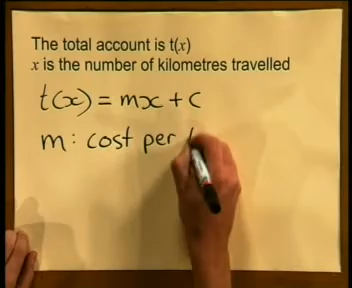 The total account is t(x)
x is the number of kilometres travelled
t(x) = mx + c
m : cost per